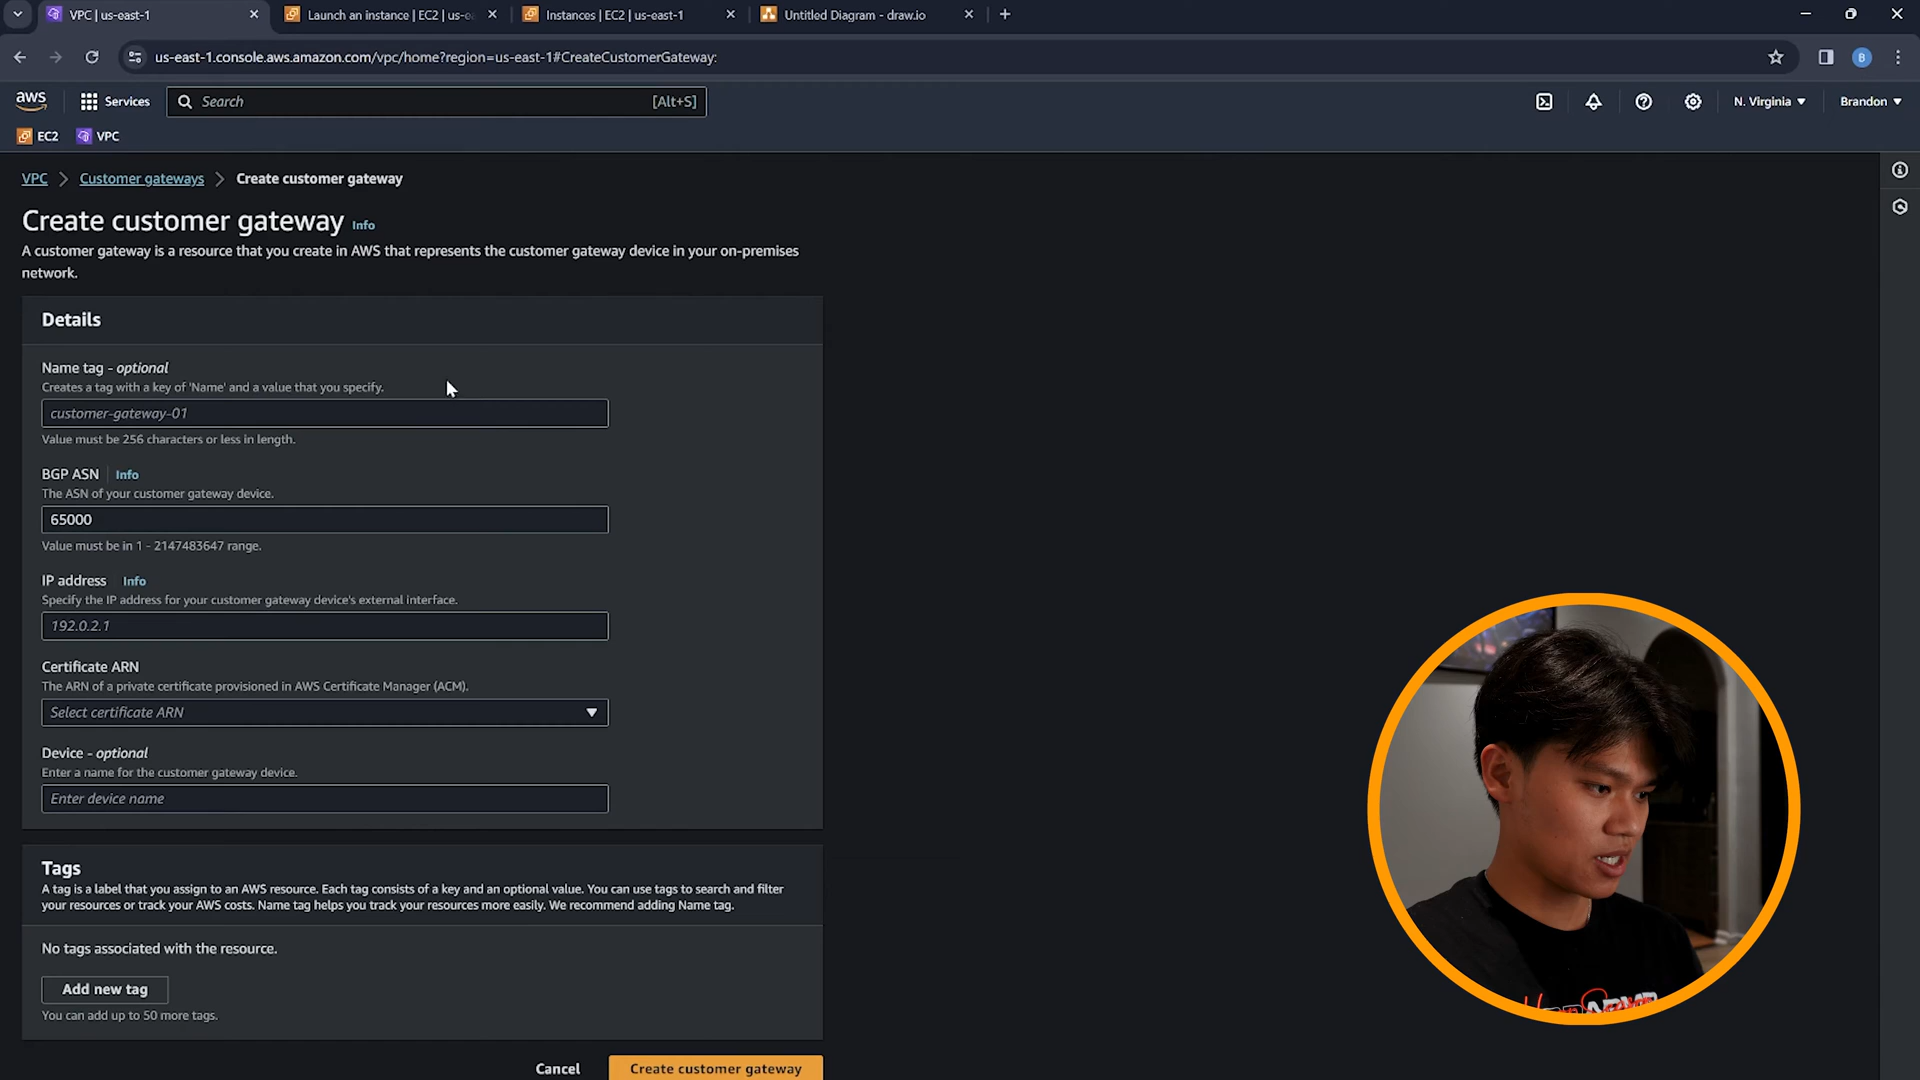 VPC | us-east-1
Launch an instance | EC2 | us-ea
Instances | EC2 | us-east-1
Untitled Diagram - draw.io
us-east-1.console.aws.amazon.com/vpc/home?region=us-east-1#CreateCustomerGateway:
B
aws
Services
Search
[Alt+S]
N. Virginia
Brandon
EC2
VPC
VPC
Customer gateways
Create customer gateway
Create customer gateway Info
A customer gateway is a resource that you create in AWS that represents the customer gateway device in your on-premises
network.
Details
Name tag - optional
Creates a tag with a key of 'Name' and a value that you specify.
customer-gateway-01
Value must be 256 characters or less in length.
BGP ASN Info
The ASN of your customer gateway device.
65000
Value must be in 1 - 2147483647 range.
IP address Info
Specify the IP address for your customer gateway device's external interface.
192.0.2.1
Certificate ARN
The ARN of a private certificate provisioned in AWS Certificate Manager (ACM).
Select certificate ARN
Device - optional
Enter a name for the customer gateway device.
Enter device name
Tags
A tag is a label that you assign to an AWS resource. Each tag consists of a key and an optional value. You can use tags to search and filter
your resources or track your AWS costs. Name tag helps you track your resources more easily. We recommend adding Name tag.
No tags associated with the resource.
Add new tag
You can add up to 50 more tags.
Cancel
Create customer gateway